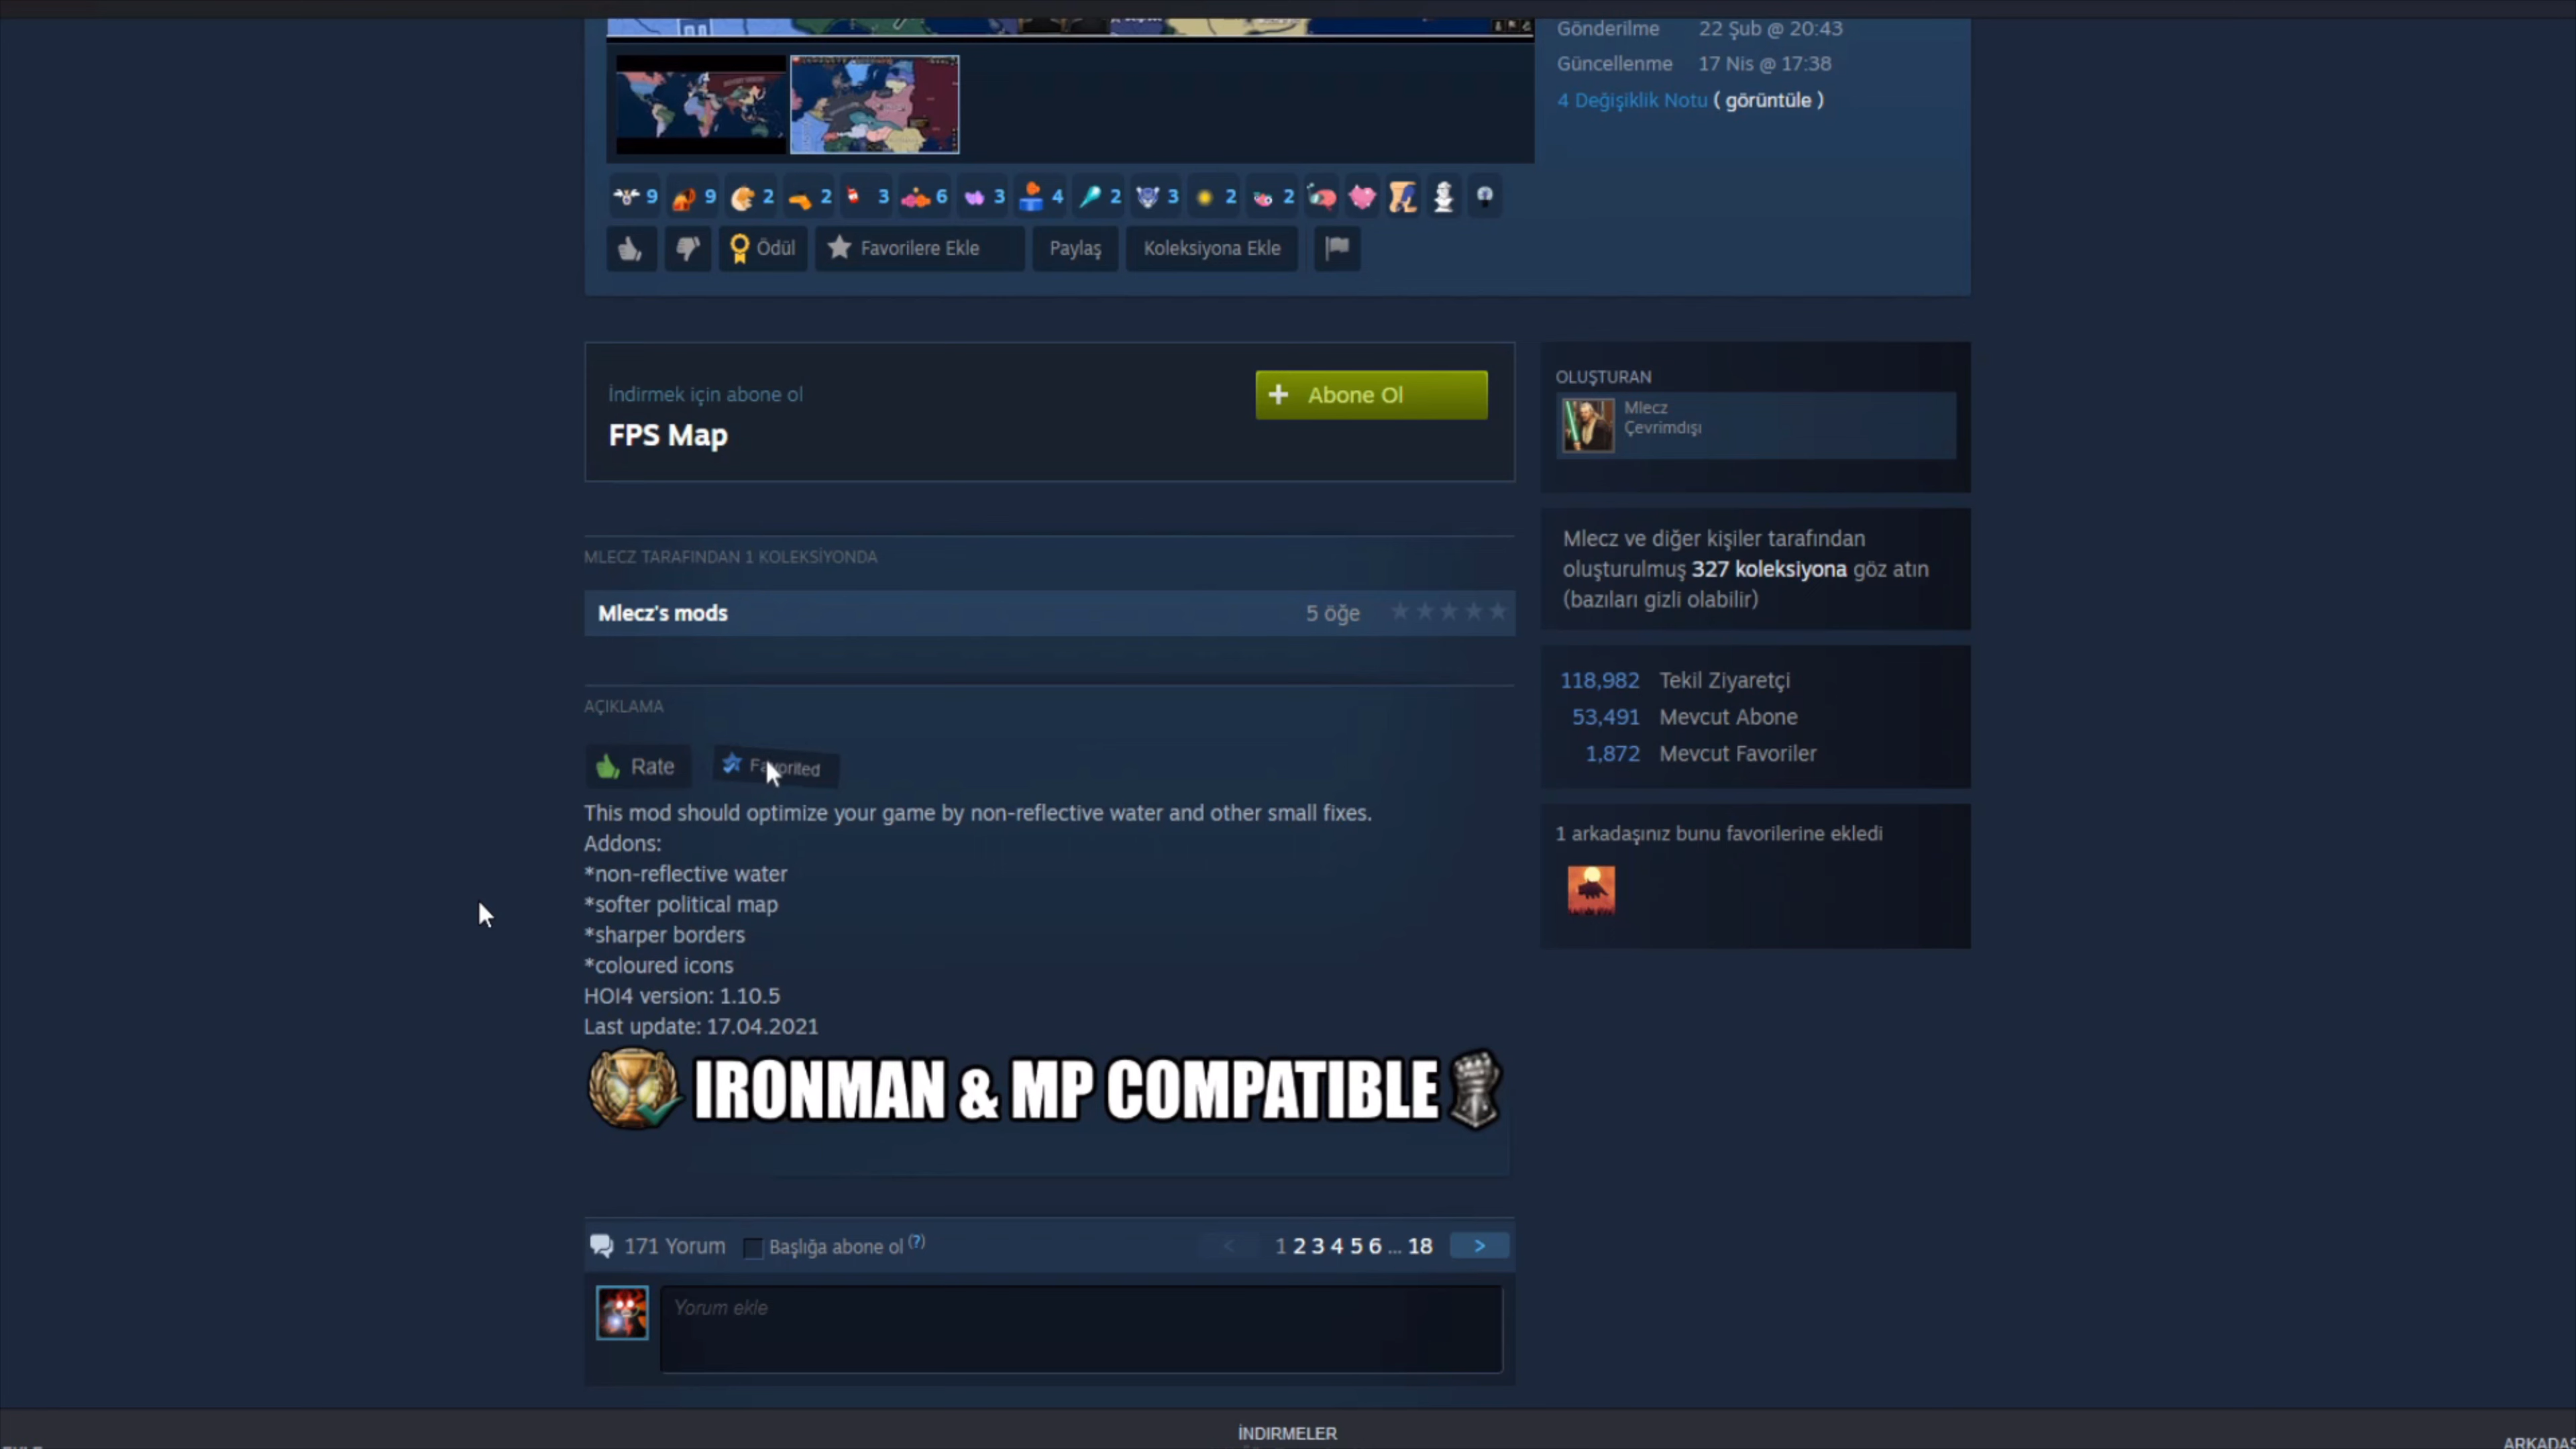 Gönderilme 22 Şub @ 20:43
Güncellenme 17 Nis @ 17:38
4 Değişiklik Notu ( görüntüle )
9 9 2 2 3 6 3 4 2 3 2 2
Ödül Favorilere Ekle Paylaş Koleksiyona Ekle
İndirmek için abone ol
FPS Map
+ Abone Ol
OLUŞTURAN
Mlecz
Çevrimdışı
MLECZ TARAFINDAN 1 KOLEKSİYONDA
Mlecz's mods 5 öğe
Mlecz ve diğer kişiler tarafından
oluşturulmuş 327 koleksiyona göz atın
(bazıları gizli olabilir)
118,982 Tekil Ziyaretçi
53,491 Mevcut Abone
1,872 Mevcut Favoriler
1 arkadaşınız bunu favorilerine ekledi
AÇIKLAMA
Rate Favorited
This mod should optimize your game by non-reflective water and other small fixes.
Addons:
*non-reflective water
*softer political map
*sharper borders
*coloured icons
HOI4 version: 1.10.5
Last update: 17.04.2021
IRONMAN & MP COMPATIBLE
171 Yorum Başlığa abone ol (?) < 1 2 3 4 5 6 ... 18 >
Yorum ekle
İNDİRMELER